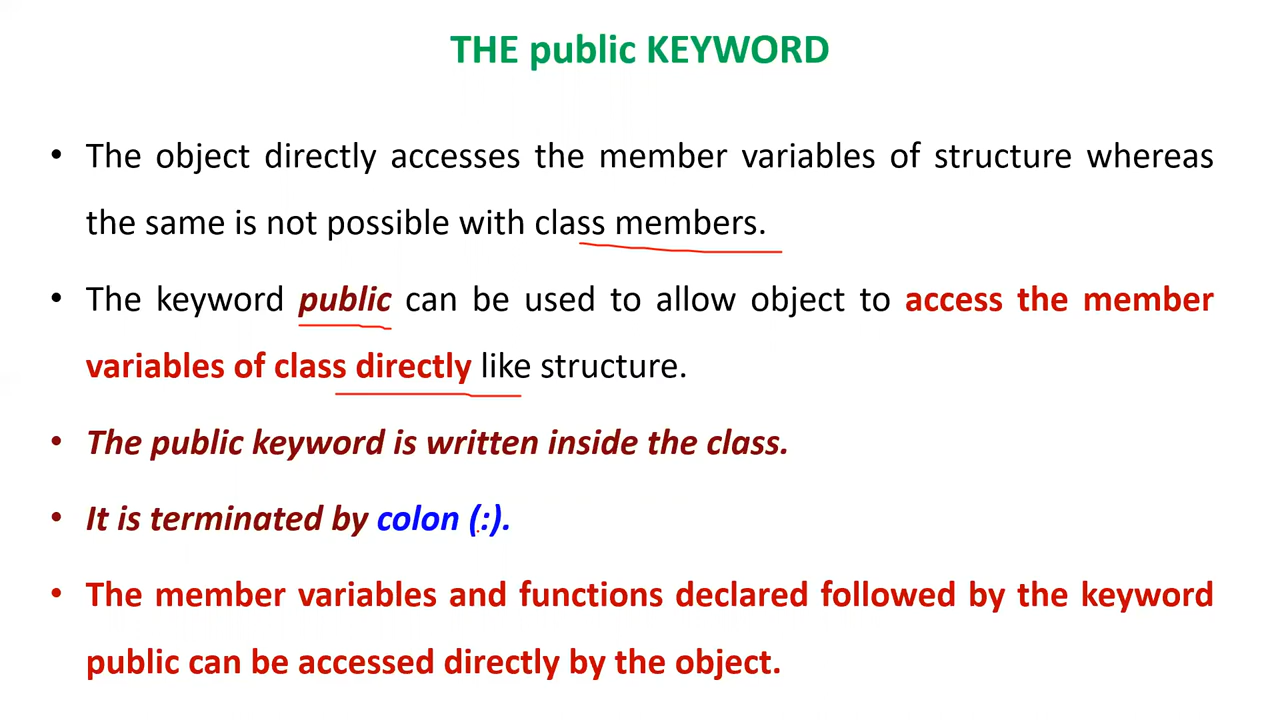 THE public KEYWORD
• The object directly accesses the member variables of structure whereas
the same is not possible with class members.
• The keyword public can be used to allow object to access the member
variables of class directly like structure.
• The public keyword is written inside the class.
• It is terminated by colon (:).
• The member variables and functions declared followed by the keyword
public can be accessed directly by the object.